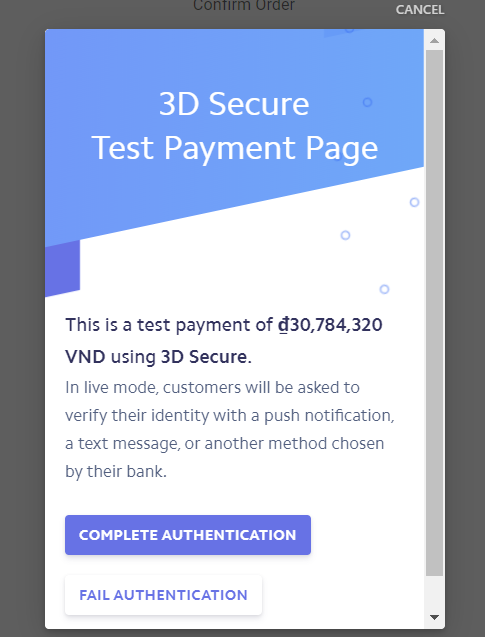 Confirm Order
CANCEL
3D Secure
Test Payment Page
This is a test payment of ₫30,784,320
VND using 3D Secure.
In live mode, customers will be asked to
verify their identity with a push notification,
a text message, or another method chosen
by their bank.
COMPLETE AUTHENTICATION
FAIL AUTHENTICATION